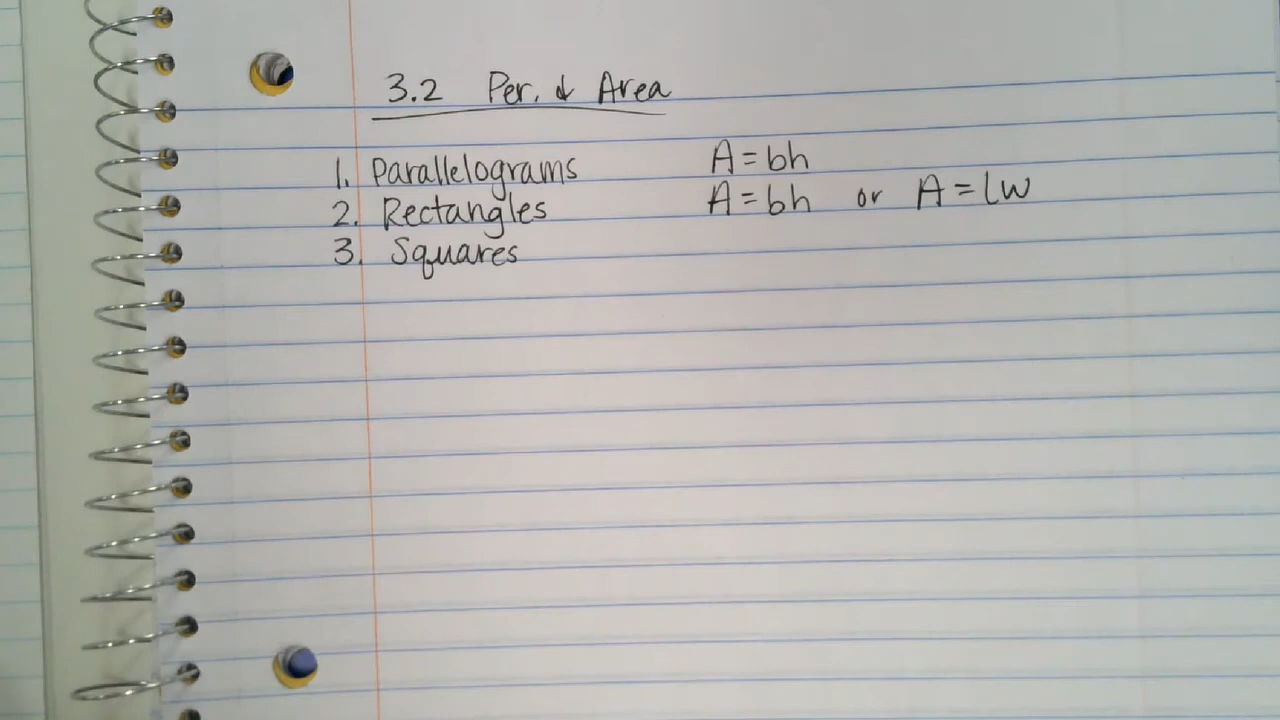 3.2 Per. & Area
1. Parallelograms A = bh
2. Rectangles A = bh or A = lw
3. Squares